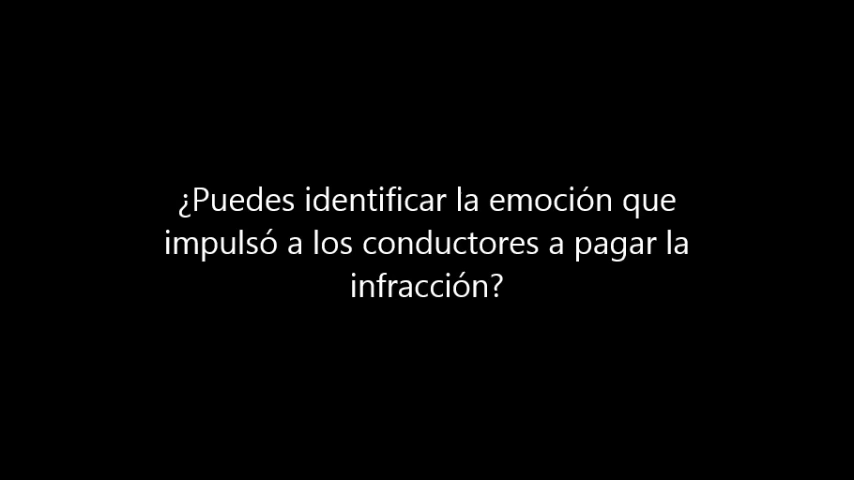 ¿Puedes identificar la emoción que
impulsó a los conductores a pagar la
infracción?